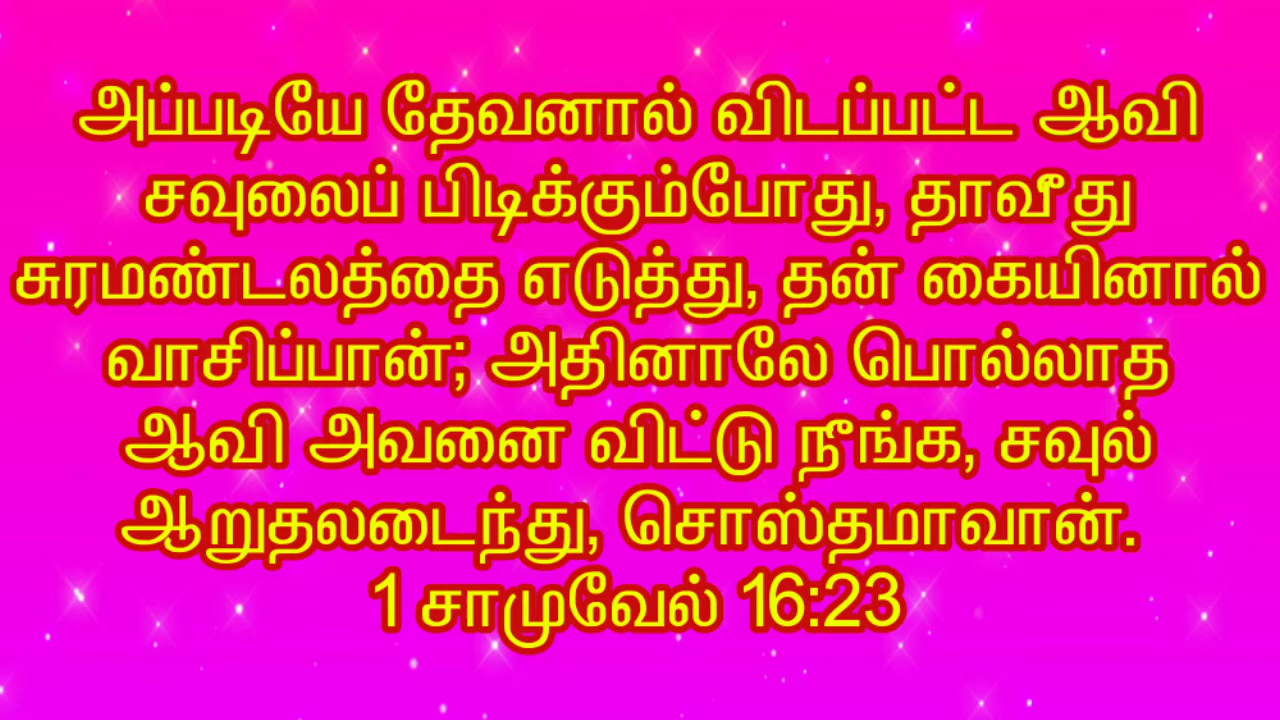 அப்படியே தேவனால் விடப்பட்ட ஆவி
சவுலைப் பிடிக்கும்போது, தாவீது
சுரமண்டலத்தை எடுத்து, தன் கையினால்
வாசிப்பான்; அதினாலே பொல்லாத
ஆவி அவனை விட்டு நீங்க, சவுல்
ஆறுதலடைந்து, சொஸ்தமாவான்.
1 சாமுவேல் 16:23